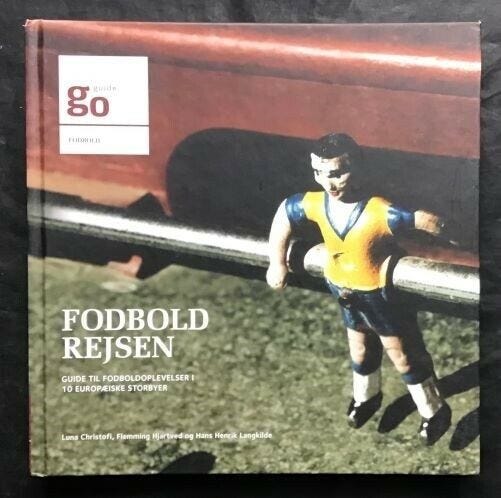 guide
go
FODBOLD
FODBOLD
REJSEN
GUIDE TIL FODBOLDOPLEVELSER I
10 EUROPÆISKE STORBYER
Luna Christofi, Flemming Hjartved og Hans Henrik Langkilde